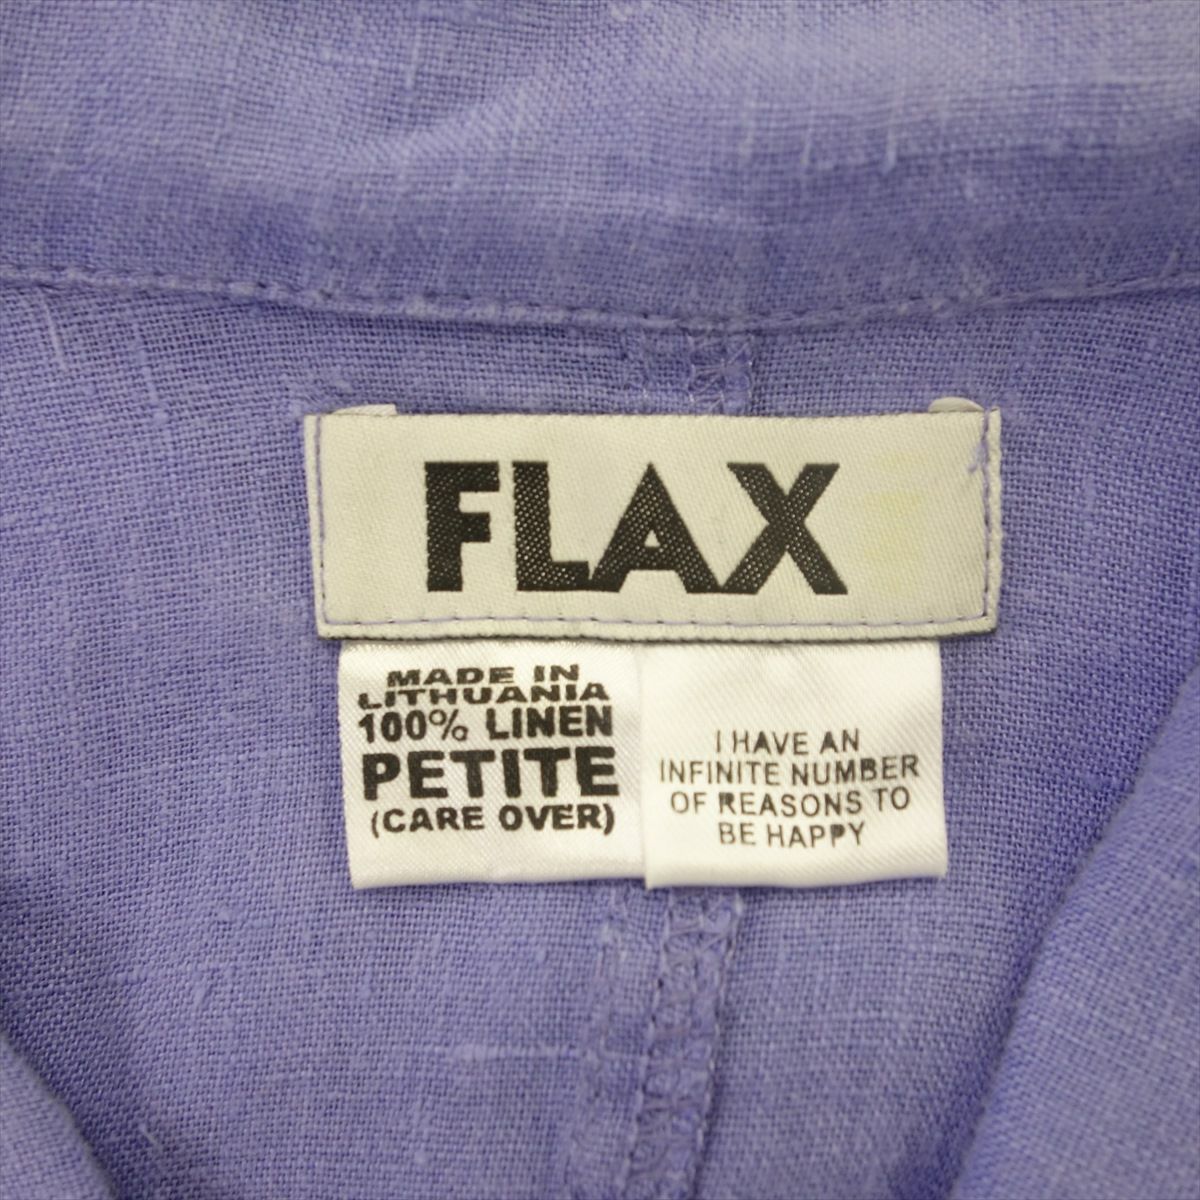 FLAX
MADE IN
LITHUANIA
100% LINEN
PETITE
(CARE OVER)
I HAVE AN
INFINITE NUMBER
OF REASONS TO
BE HAPPY